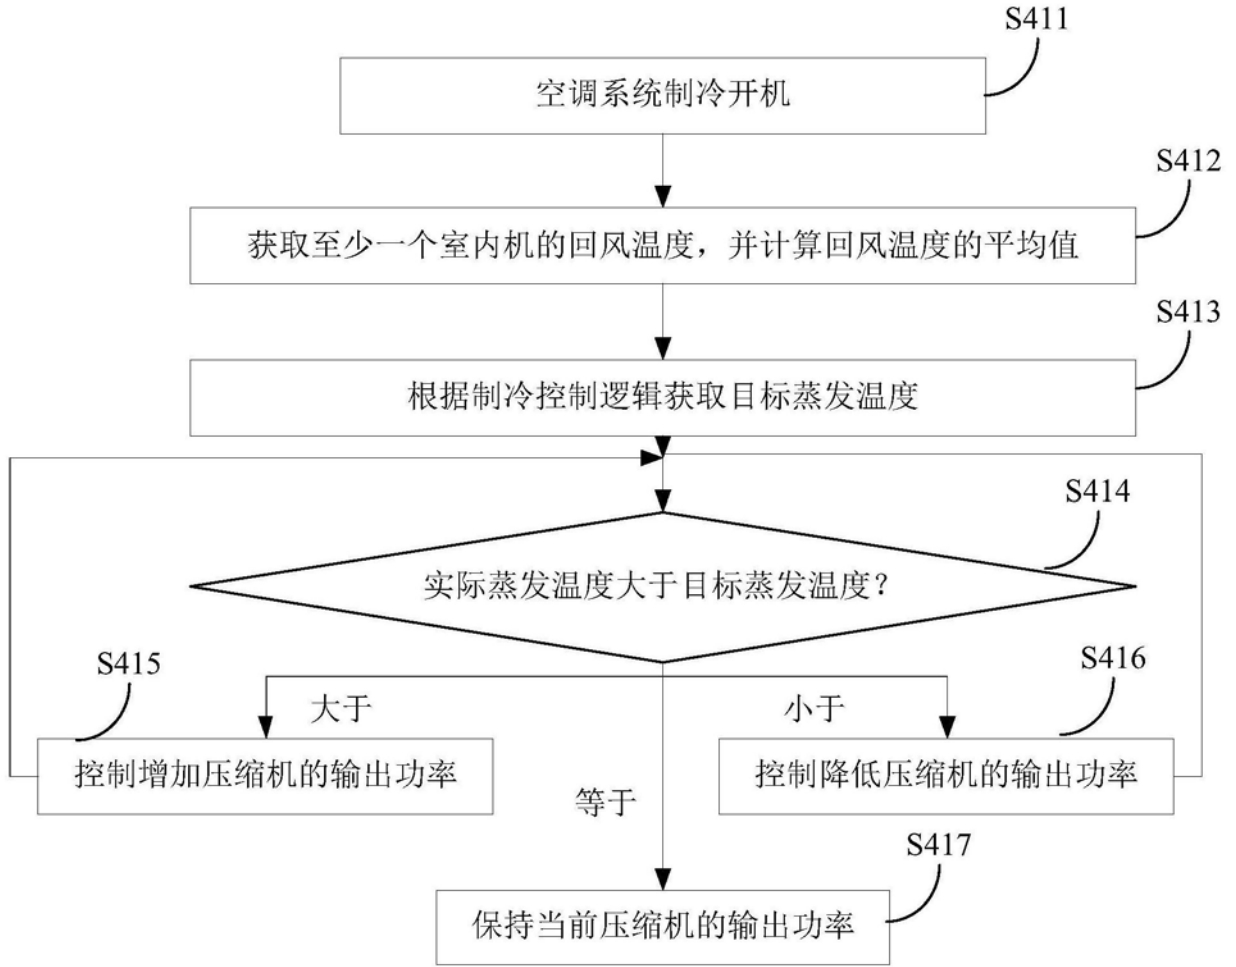 S411
空调系统制冷开机
S412
获取至少一个室内机的回风温度，并计算回风温度的平均值
S413
根据制冷控制逻辑获取目标蒸发温度
S414
实际蒸发温度大于目标蒸发温度？
S415
大于
小于
S416
控制增加压缩机的输出功率
控制降低压缩机的输出功率
等于
S417
保持当前压缩机的输出功率